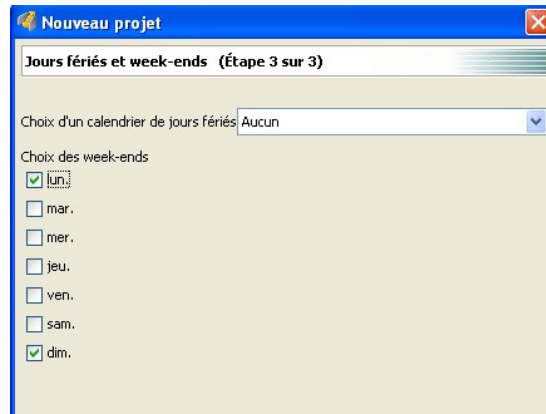 Nouveau projet
Jours fériés et week-ends (Étape 3 sur 3)
Choix d'un calendrier de jours fériés Aucun
Choix des week-ends
lun.
mar.
mer.
jeu.
ven.
sam.
dim.